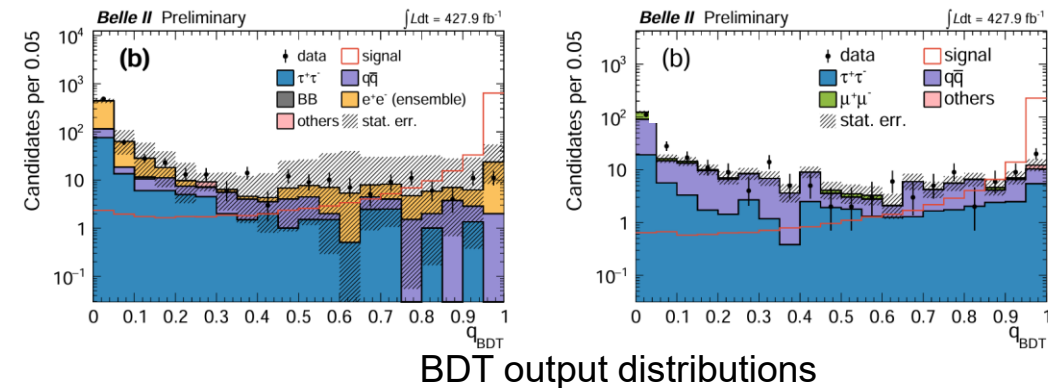 Belle II Preliminary ∫Ldt = 427.9 fb⁻¹
Candidates per 0.05
10⁴
10³
10²
10
1
10⁻¹
(b)
data signal
τ⁺τ⁻ qq̅
BB e⁺e⁻ (ensemble)
others stat. err.
0 0.1 0.2 0.3 0.4 0.5 0.6 0.7 0.8 0.9 1
q_BDT
Belle II Preliminary ∫Ldt = 427.9 fb⁻¹
Candidates per 0.05
10³
10²
10
1
10⁻¹
(b)
data signal
τ⁺τ⁻ qq̅
μ⁺μ⁻ others
stat. err.
0 0.1 0.2 0.3 0.4 0.5 0.6 0.7 0.8 0.9 1
q_BDT
BDT output distributions